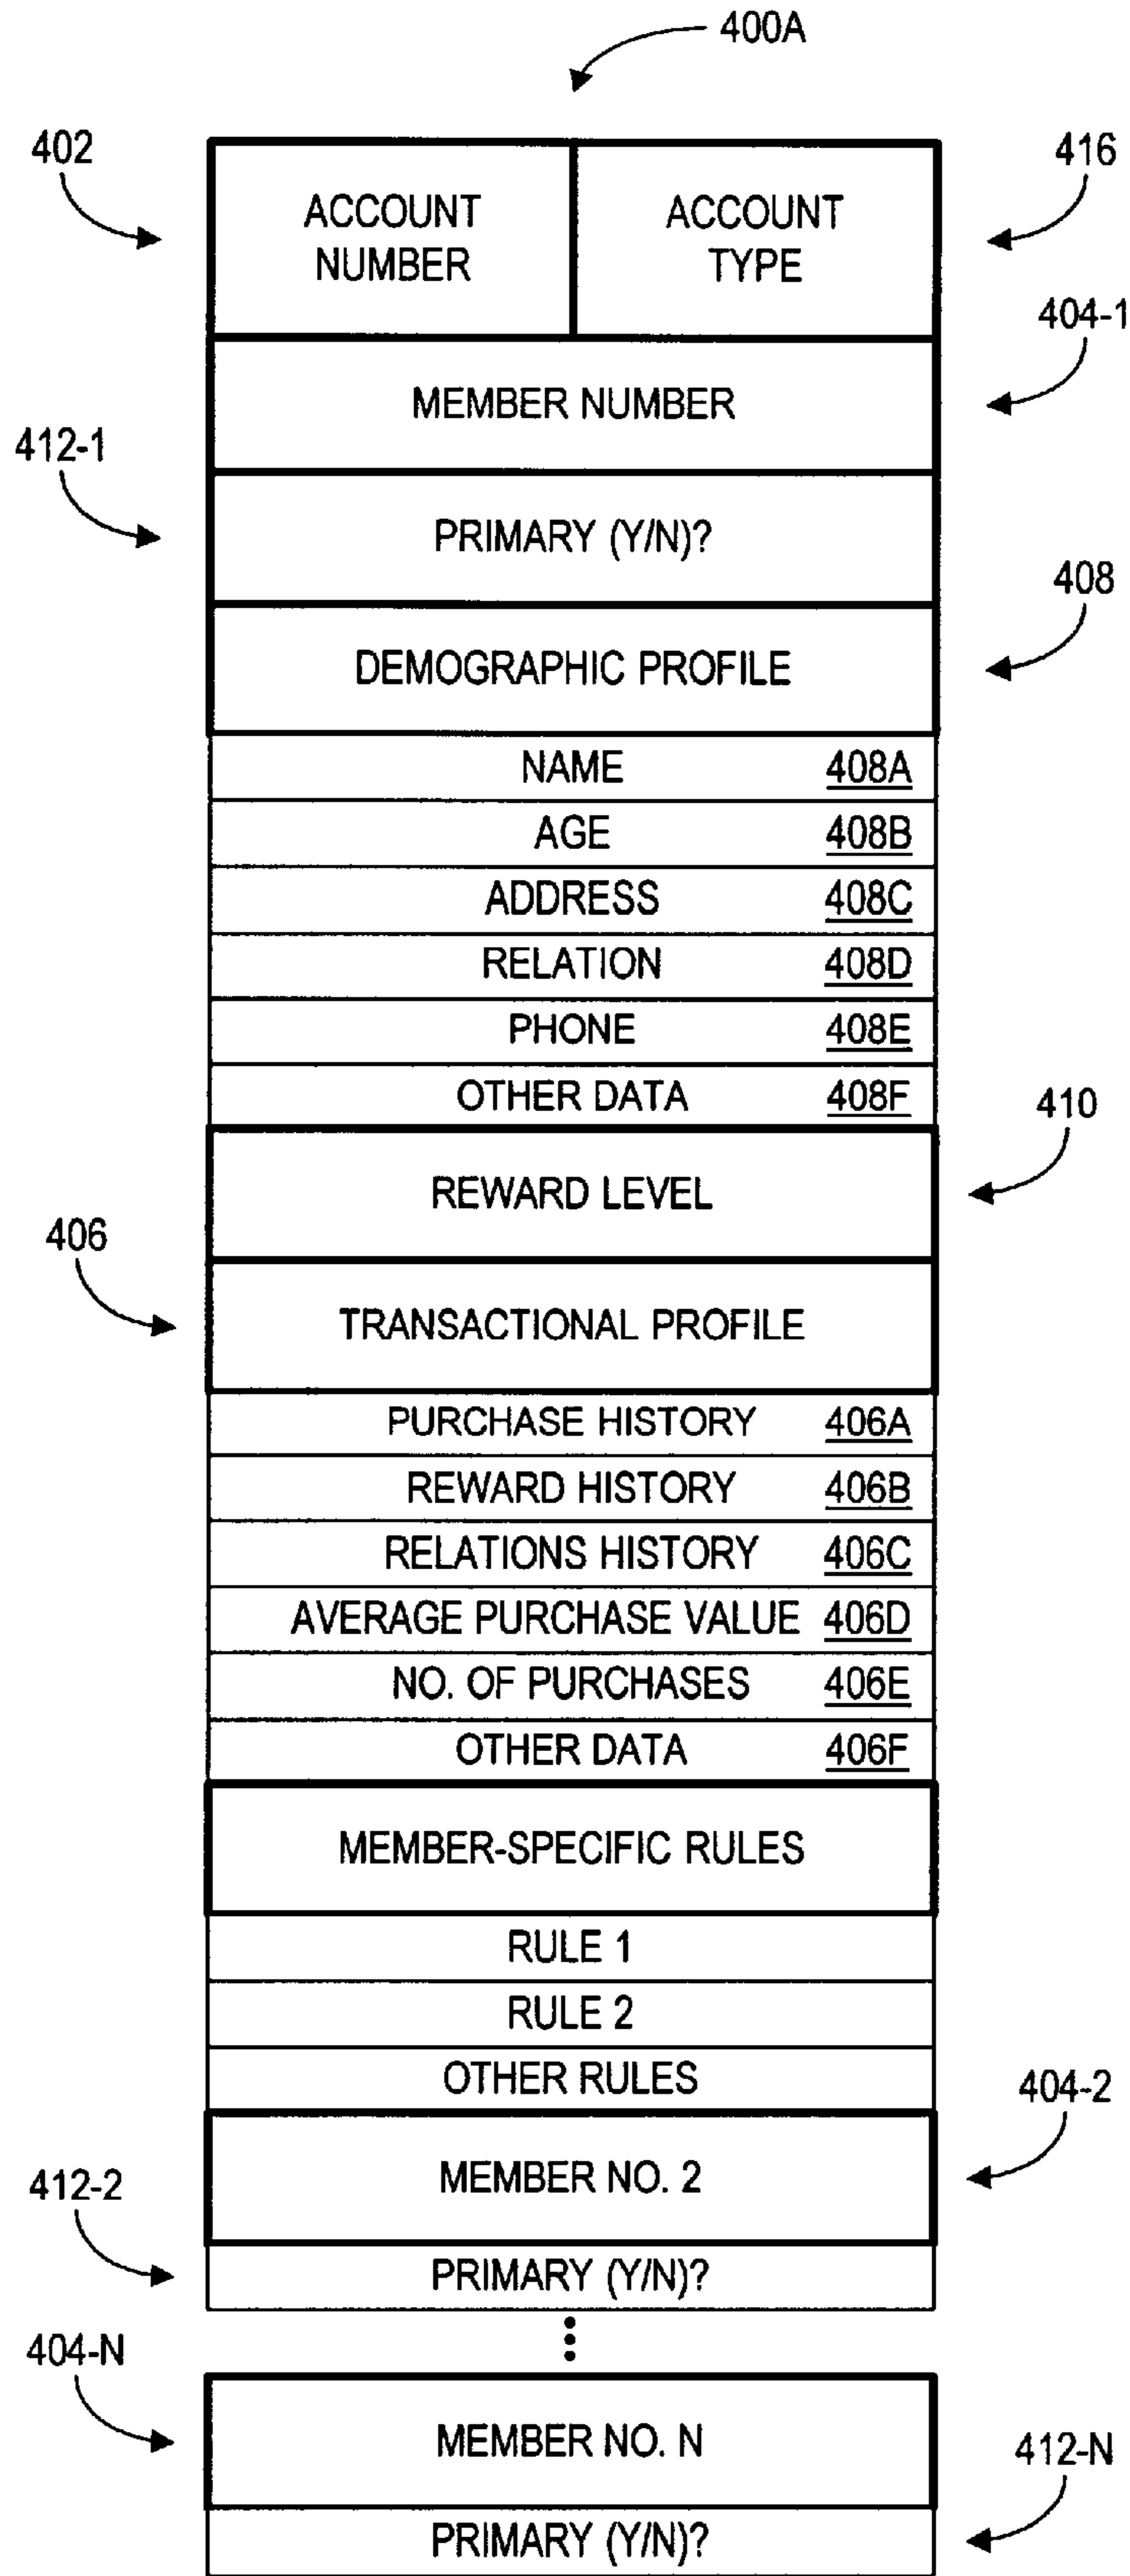 400A
402
416
ACCOUNT
NUMBER
ACCOUNT
TYPE
404-1
MEMBER NUMBER
412-1
PRIMARY (Y/N)?
408
DEMOGRAPHIC PROFILE
NAME 408A
AGE 408B
ADDRESS 408C
RELATION 408D
PHONE 408E
OTHER DATA 408F
410
REWARD LEVEL
406
TRANSACTIONAL PROFILE
PURCHASE HISTORY 406A
REWARD HISTORY 406B
RELATIONS HISTORY 406C
AVERAGE PURCHASE VALUE 406D
NO. OF PURCHASES 406E
OTHER DATA 406F
MEMBER-SPECIFIC RULES
RULE 1
RULE 2
OTHER RULES
404-2
MEMBER NO. 2
412-2
PRIMARY (Y/N)?
404-N
MEMBER NO. N
412-N
PRIMARY (Y/N)?